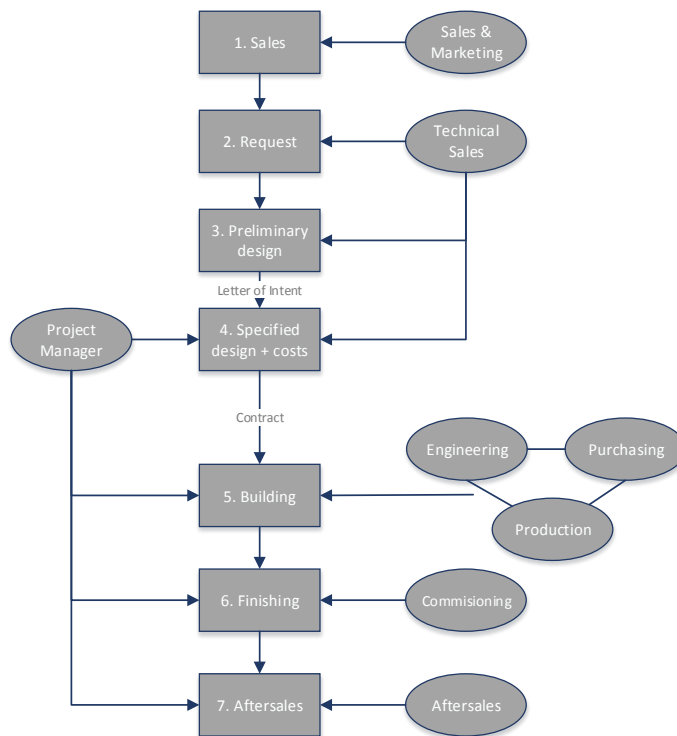 1. Sales
Sales &
Marketing
2. Request
Technical
Sales
3. Preliminary
design
Letter of Intent
Project
Manager
4. Specified
design + costs
Contract
Engineering
Purchasing
5. Building
Production
6. Finishing
Commisioning
7. Aftersales
Aftersales